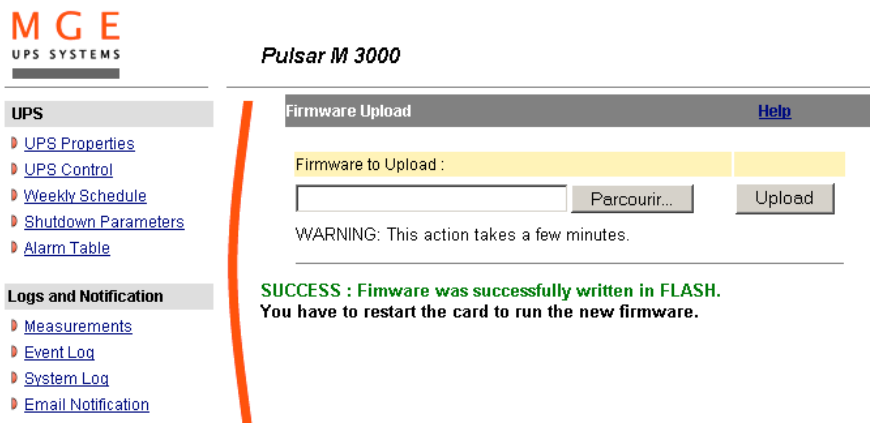 MGE
UPS SYSTEMS
Pulsar M 3000
UPS
UPS Properties
UPS Control
Weekly Schedule
Shutdown Parameters
Alarm Table
Logs and Notification
Measurements
Event Log
System Log
Email Notification
Firmware Upload Help
Firmware to Upload :
Parcourir... Upload
WARNING: This action takes a few minutes.
SUCCESS : Fimware was successfully written in FLASH.
You have to restart the card to run the new firmware.